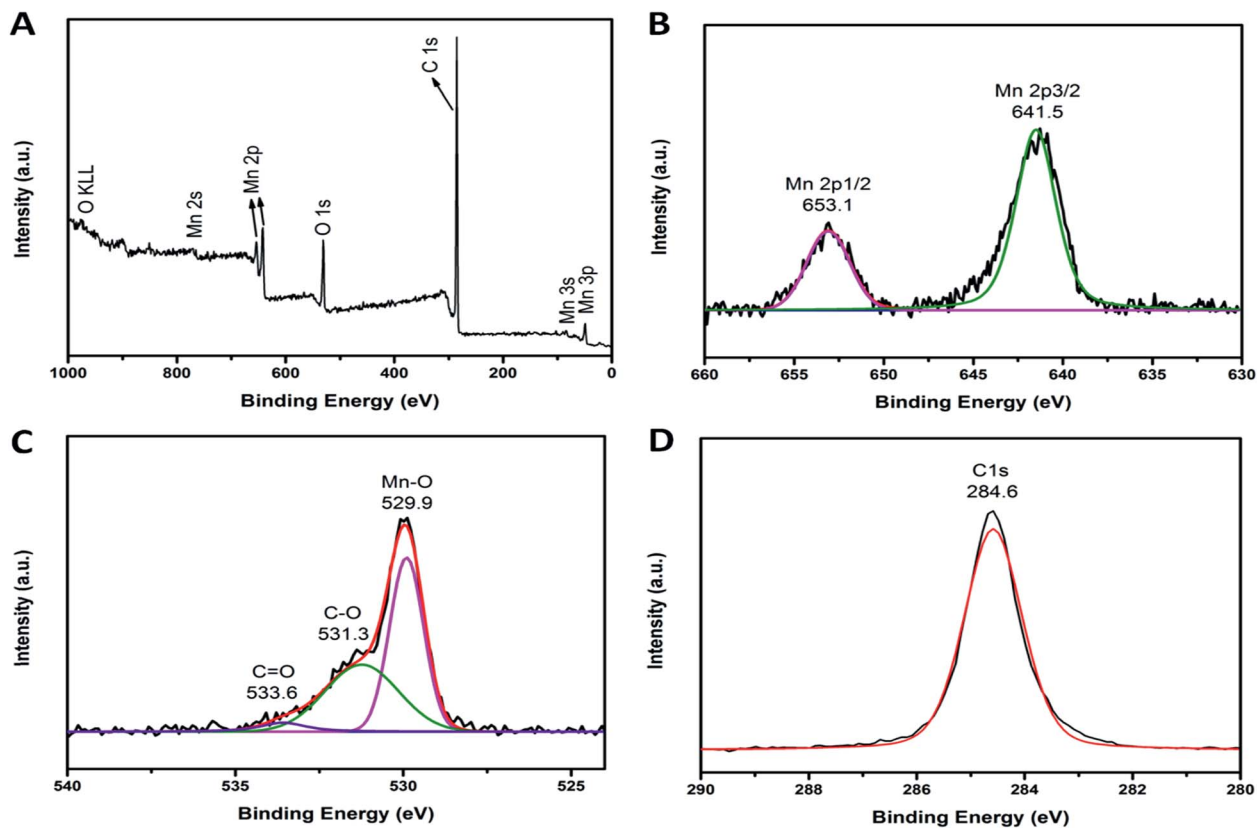 A
Intensity (a.u.)
O KLL
Mn 2s
Mn 2p
O 1s
C 1s
Mn 3s
Mn 3p
1000 800 600 400 200 0
Binding Energy (eV)
B
Intensity (a.u.)
Mn 2p1/2
653.1
Mn 2p3/2
641.5
660 655 650 645 640 635 630
Binding Energy (eV)
C
Intensity (a.u.)
C=O
533.6
C-O
531.3
Mn-O
529.9
540 535 530 525
Binding Energy (eV)
D
Intensity (a.u.)
C1s
284.6
290 288 286 284 282 280
Binding Energy (eV)